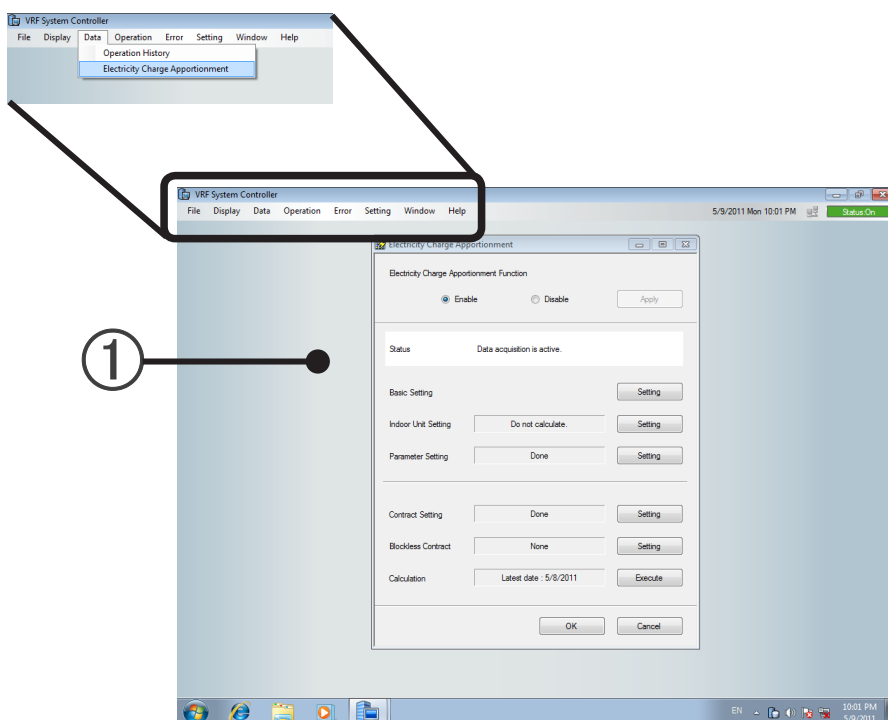 VRF System Controller
File Display Data Operation Error Setting Window Help
Operation History
Electricity Charge Apportionment
VRF System Controller
File Display Data Operation Error Setting Window Help 5/9/2011 Mon 10:01 PM Status:On
Electricity Charge Apportionment
Electricity Charge Apportionment Function
Enable Disable Apply
1
Status Data acquisition is active.
Basic Setting Setting
Indoor Unit Setting Do not calculate. Setting
Parameter Setting Done Setting
Contract Setting Done Setting
Blockless Contract None Setting
Calculation Latest date : 5/8/2011 Execute
OK Cancel
EN 10:01 PM
5/9/2011